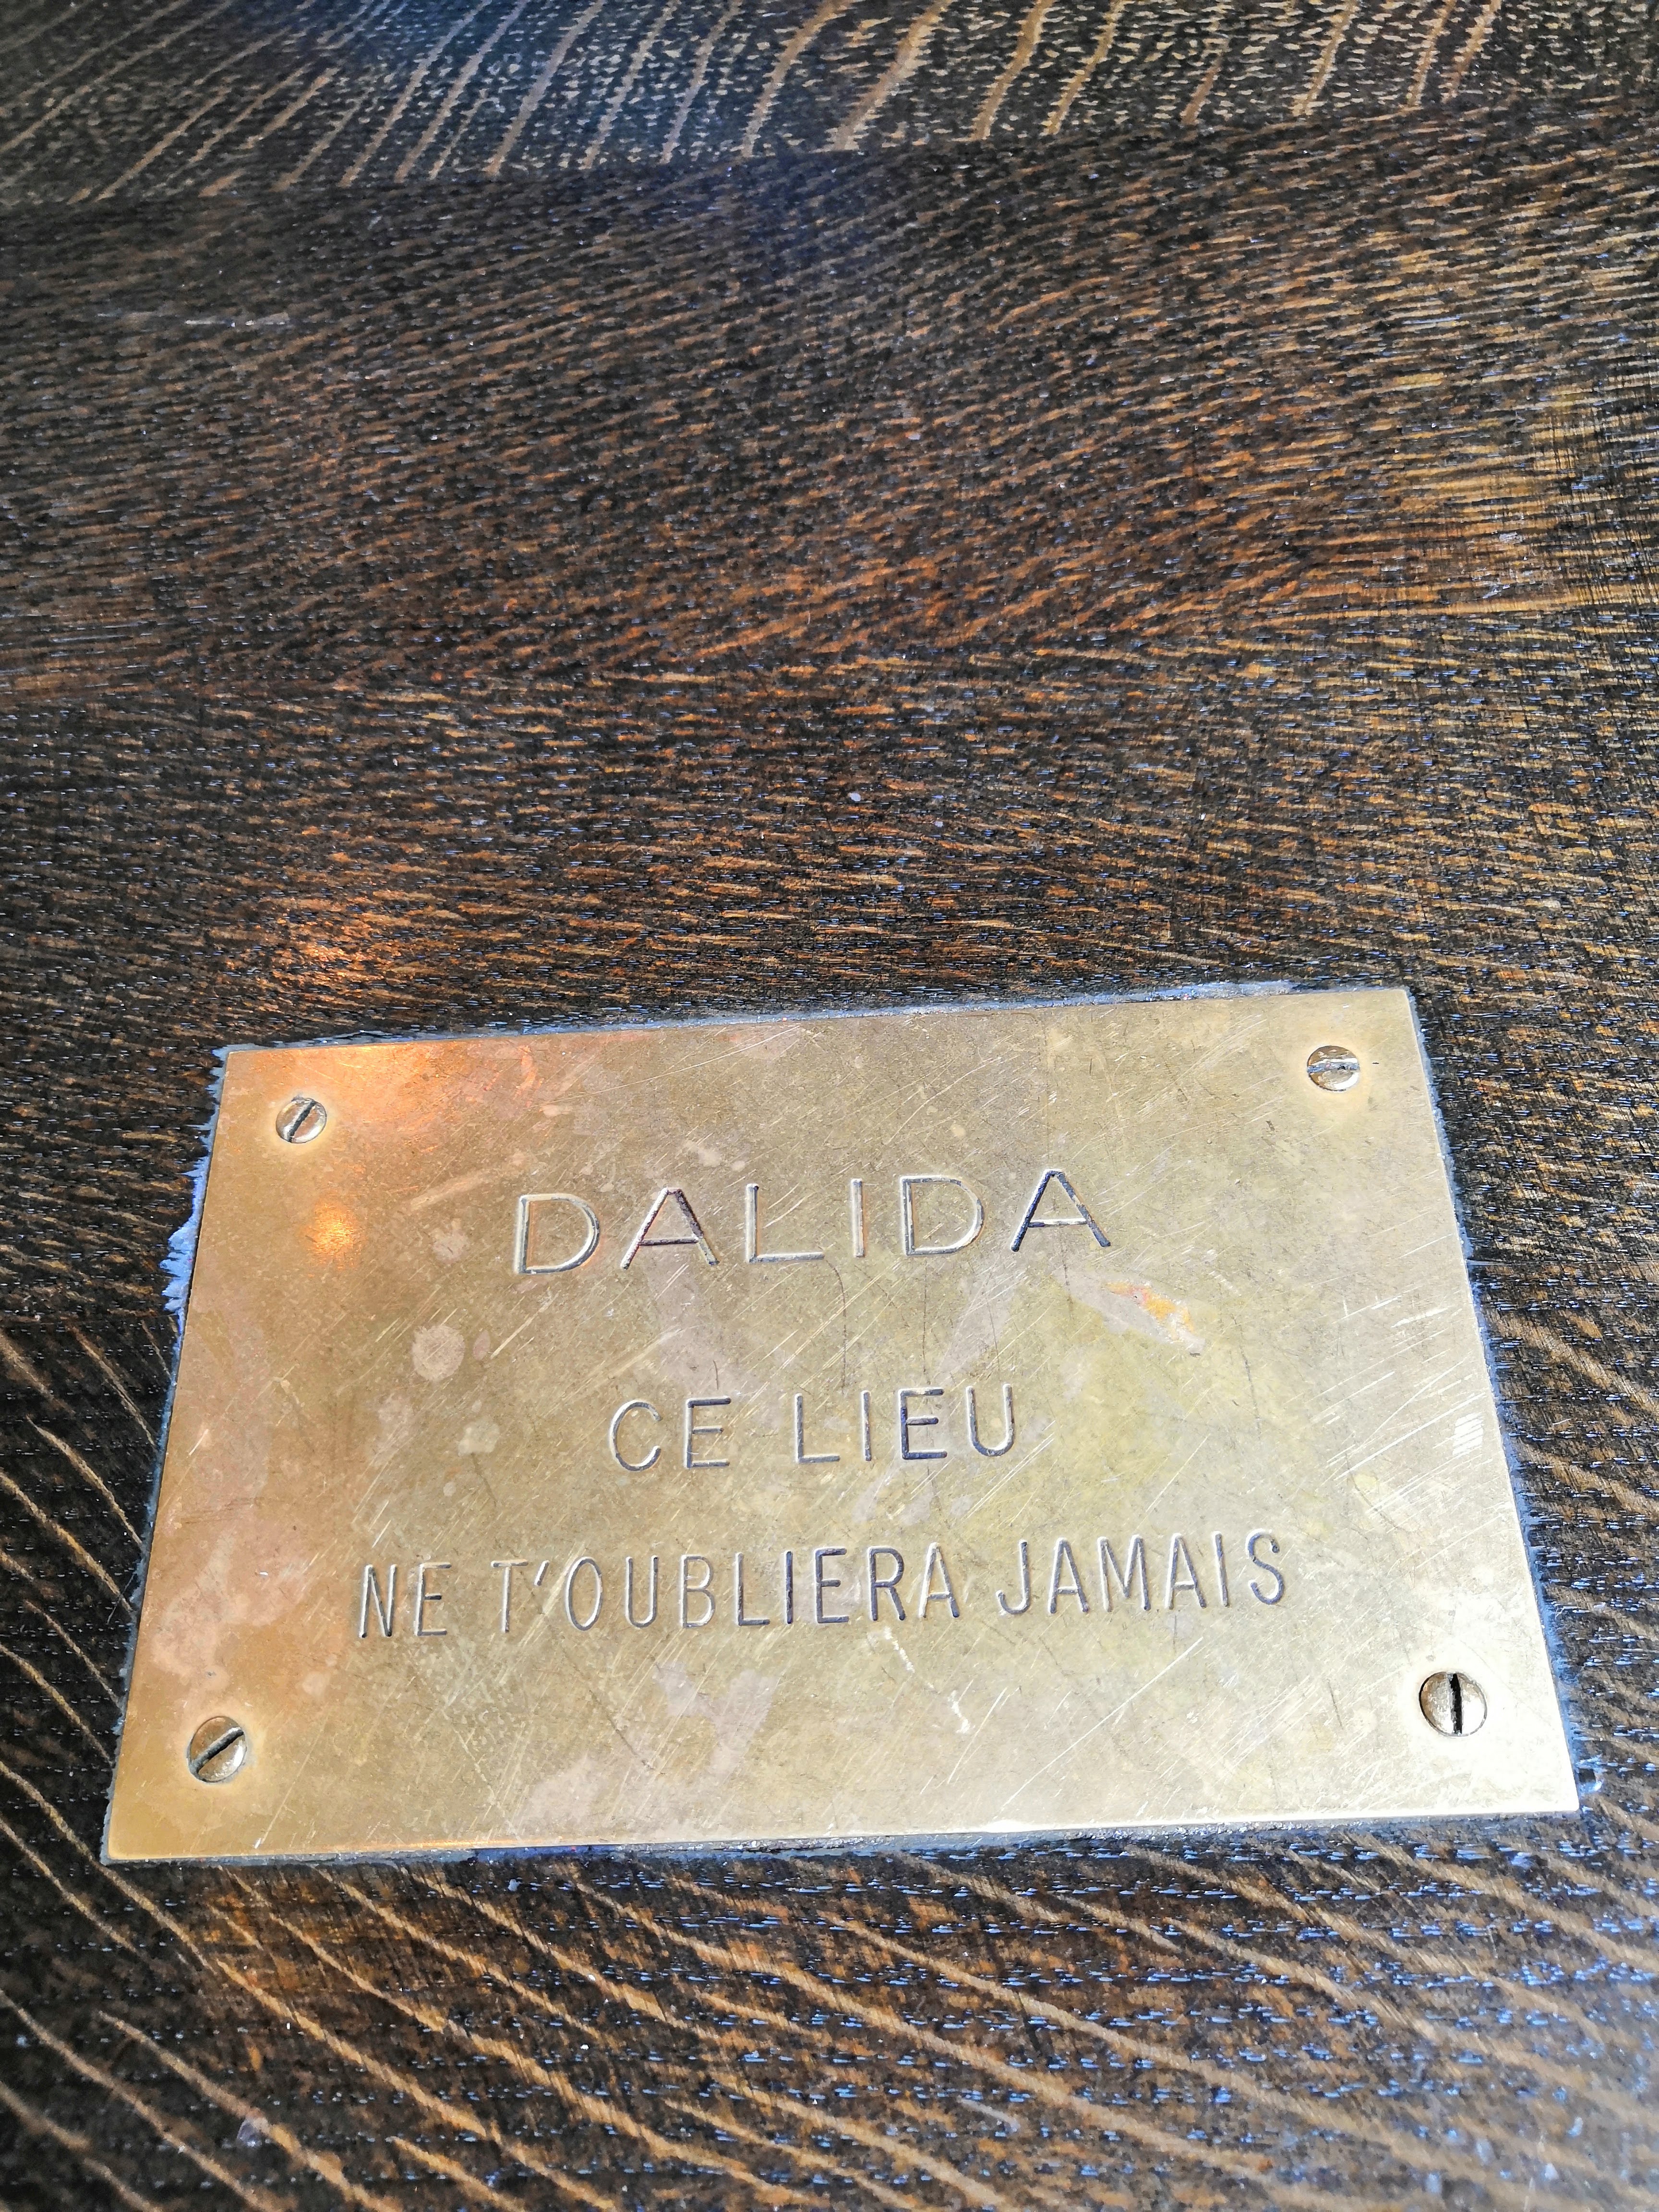 DALIDA
CE LIEU
NE T'OUBLIERA JAMAIS